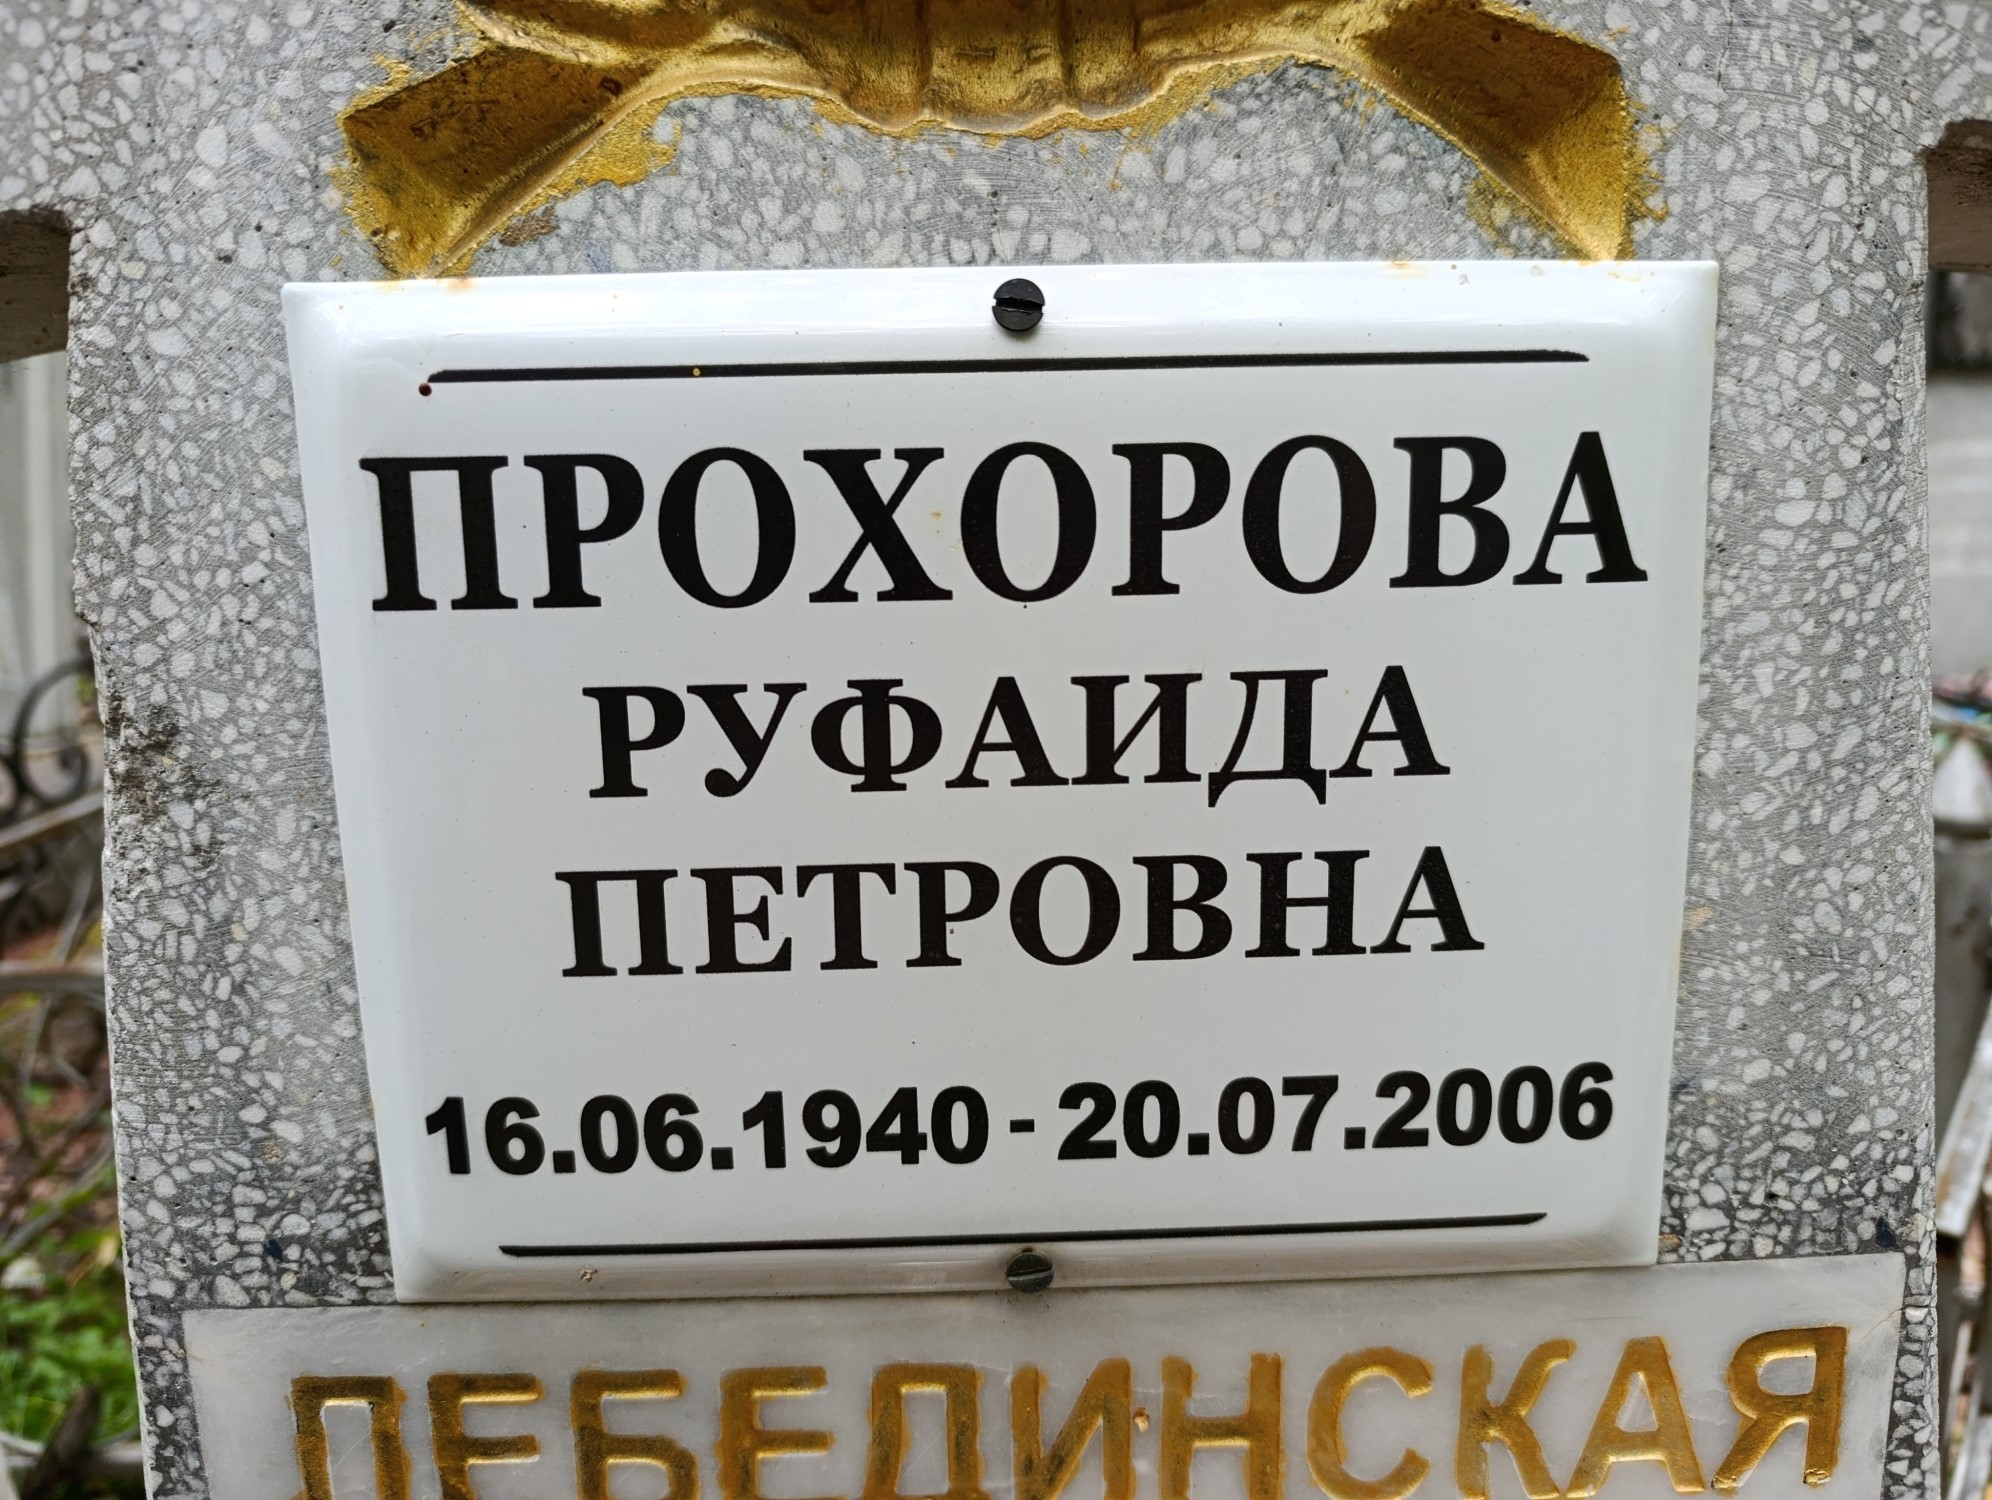 ПРОХОРОВА
РУФАИДА
ПЕТРОВНА
16.06.1940 - 20.07.2006
ЛЕБЕДИНСКАЯ